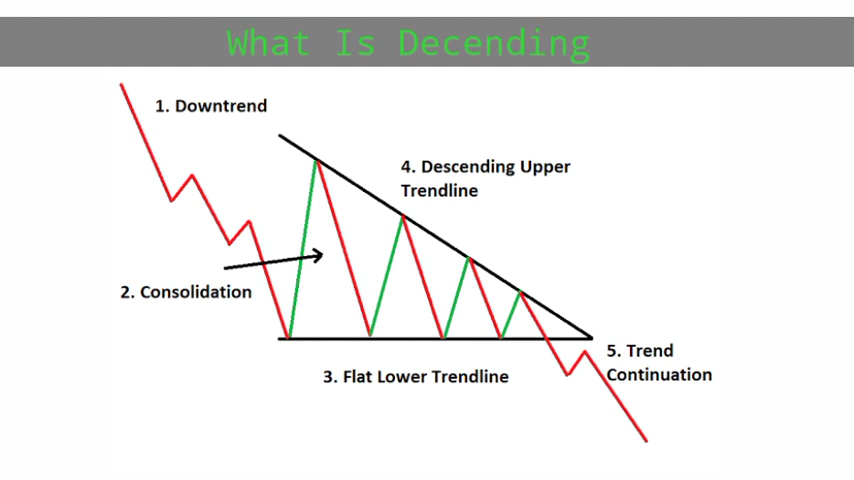 What Is Decending
1. Downtrend
4. Descending Upper
Trendline
2. Consolidation
3. Flat Lower Trendline
5. Trend
Continuation